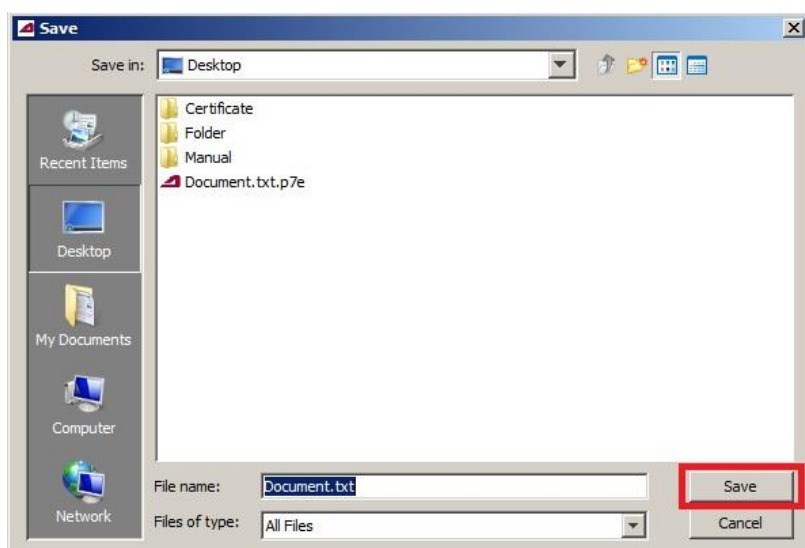 Save
Save in: Desktop
Certificate
Folder
Manual
Document.txt.p7e
Recent Items
Desktop
My Documents
Computer
Network
File name: Document.txt Save
Files of type: All Files Cancel